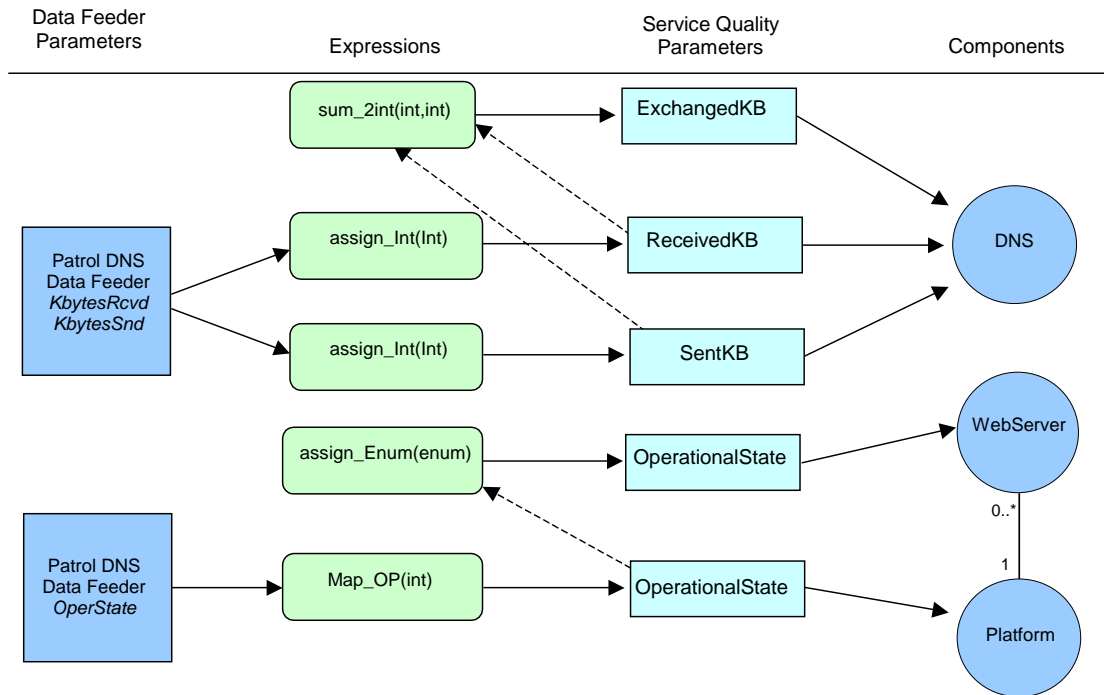 Data Feeder
Parameters
Expressions
Service Quality
Parameters
Components
sum_2int(int,int)
ExchangedKB
Patrol DNS
Data Feeder
KbytesRcvd
KbytesSnd
assign_Int(Int)
ReceivedKB
DNS
assign_Int(Int)
SentKB
assign_Enum(enum)
OperationalState
WebServer
0..*
1
Patrol DNS
Data Feeder
OperState
Map_OP(int)
OperationalState
Platform